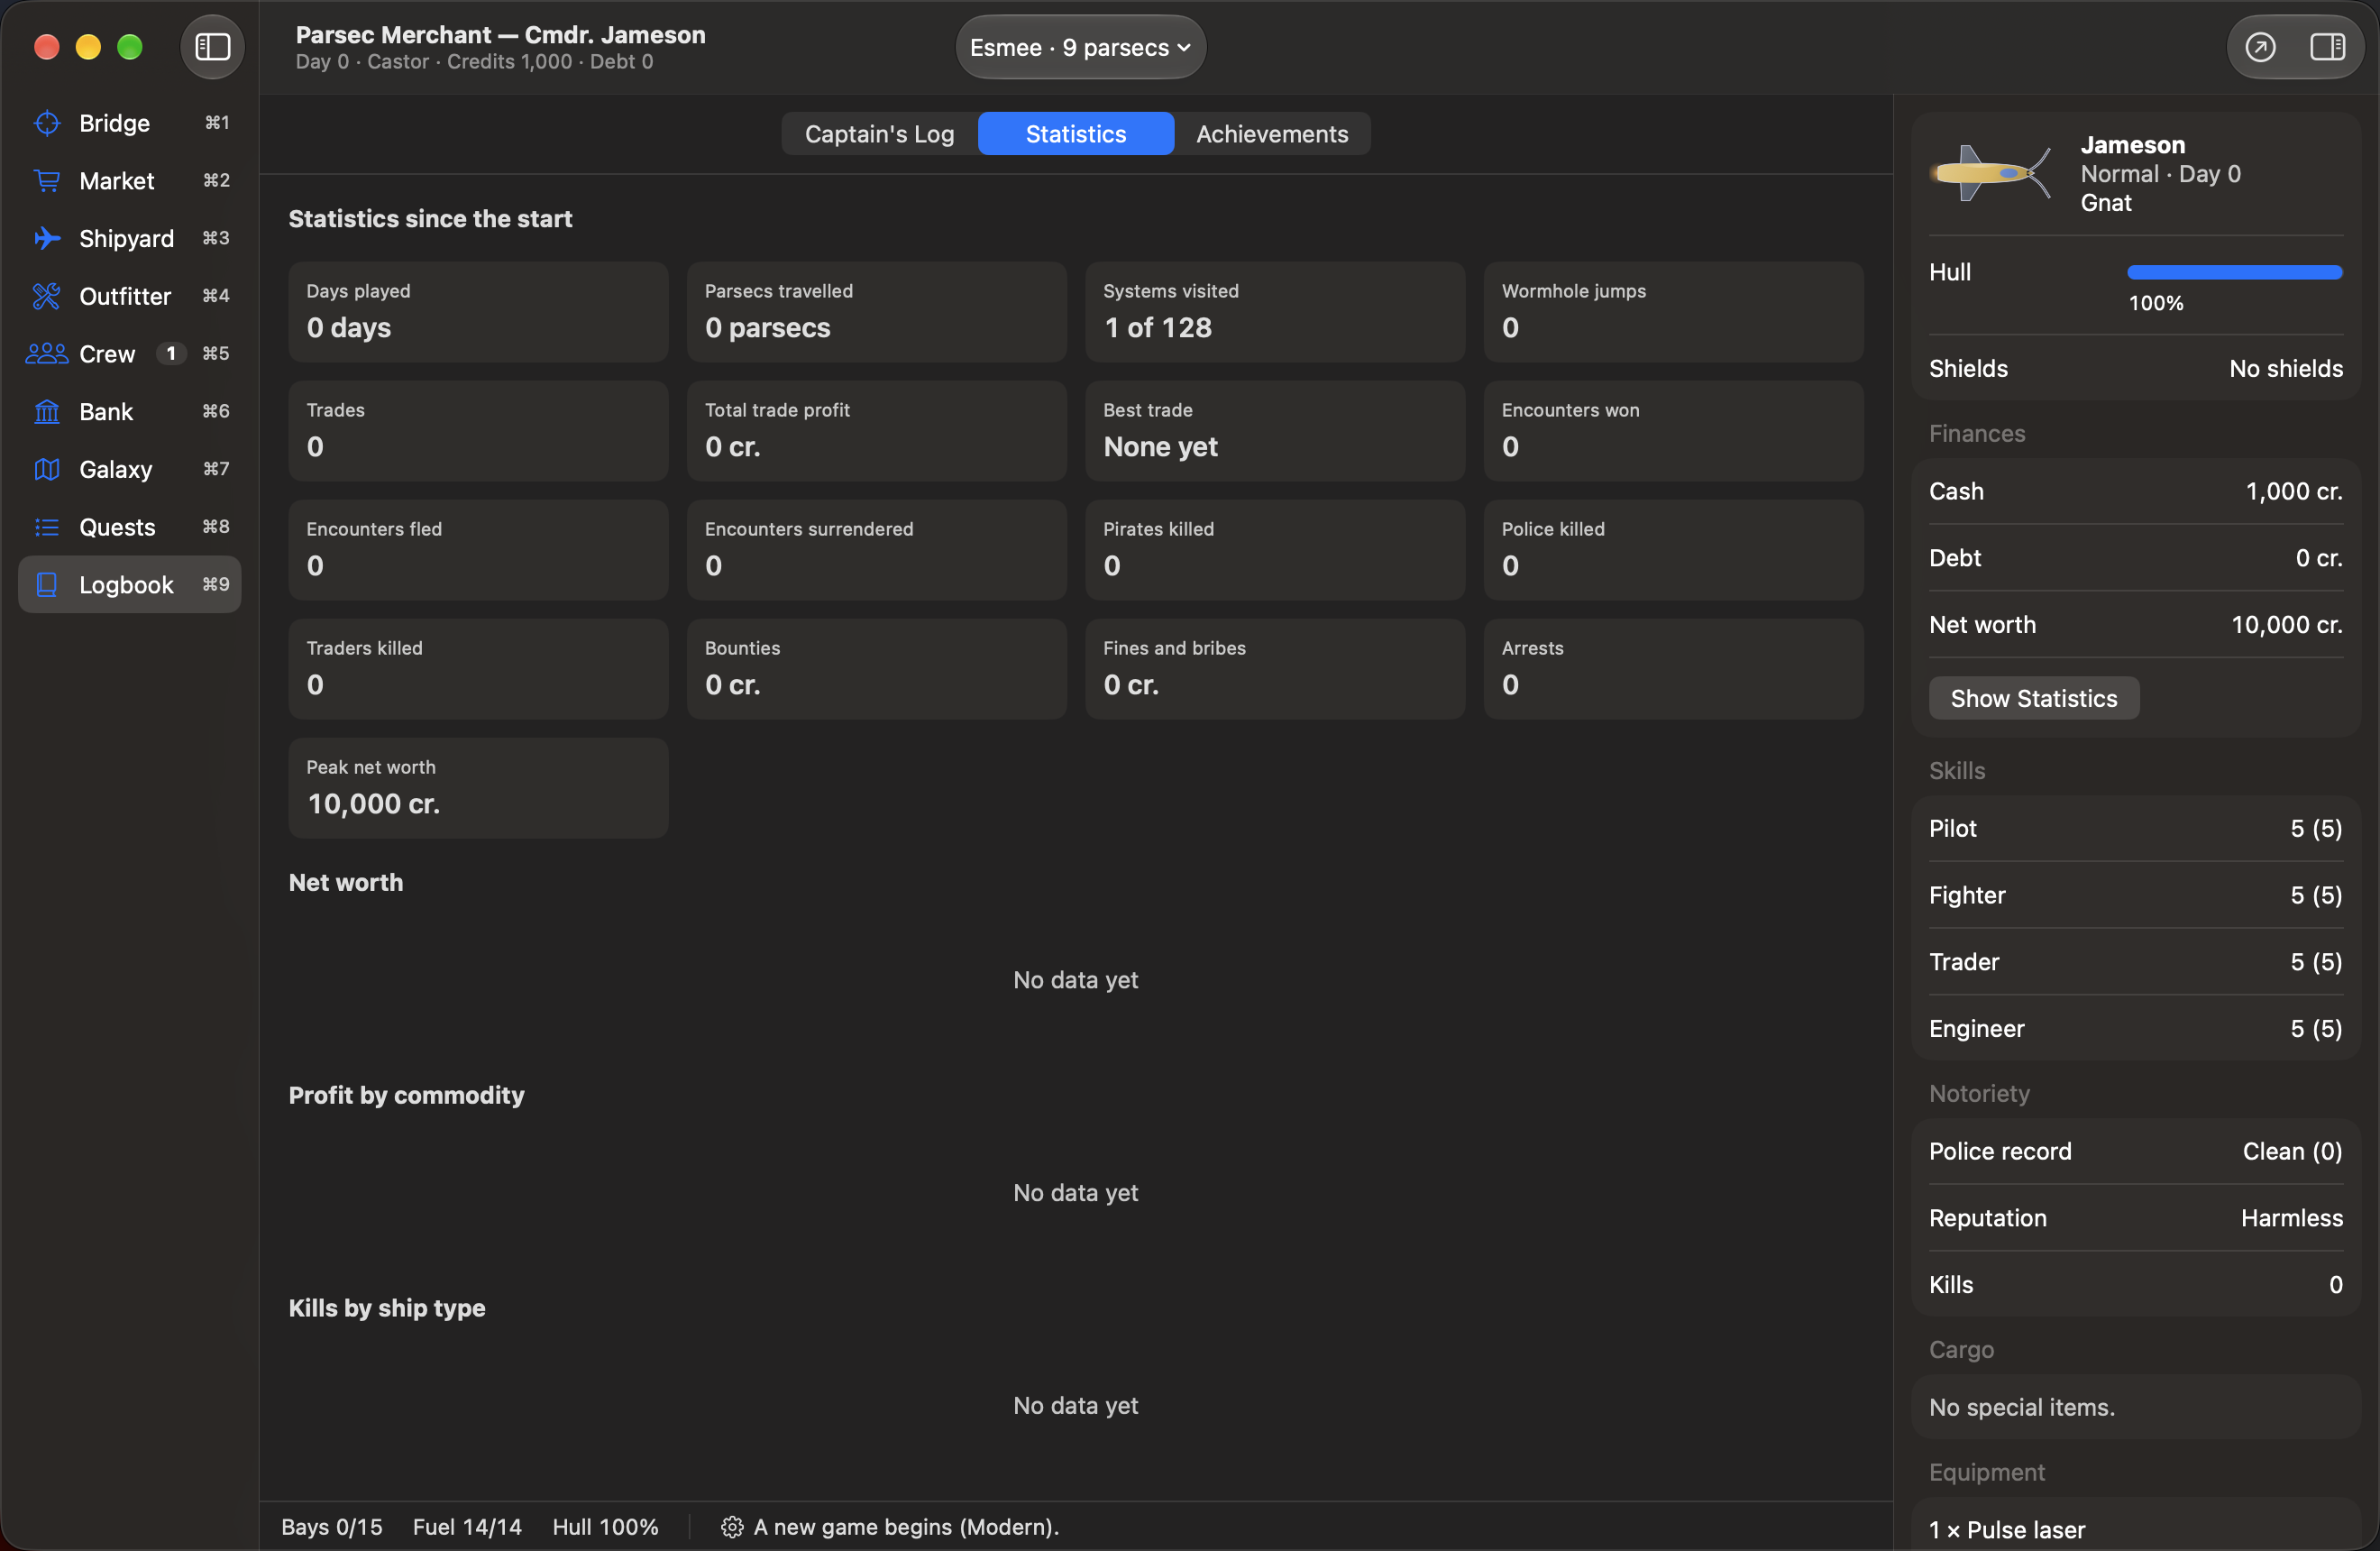 Parsec Merchant — Cmdr. Jameson
Day 0 · Castor · Credits 1,000 · Debt 0
Esmee · 9 parsecs
Bridge ⌘1
Market ⌘2
Shipyard ⌘3
Outfitter ⌘4
Crew 1 ⌘5
Bank ⌘6
Galaxy ⌘7
Quests ⌘8
Logbook ⌘9
Captain's Log Statistics Achievements
Statistics since the start
Days played
0 days
Parsecs travelled
0 parsecs
Systems visited
1 of 128
Wormhole jumps
0
Trades
0
Total trade profit
0 cr.
Best trade
None yet
Encounters won
0
Encounters fled
0
Encounters surrendered
0
Pirates killed
0
Police killed
0
Traders killed
0
Bounties
0 cr.
Fines and bribes
0 cr.
Arrests
0
Peak net worth
10,000 cr.
Net worth
No data yet
Profit by commodity
No data yet
Kills by ship type
No data yet
Bays 0/15 Fuel 14/14 Hull 100% A new game begins (Modern).
Jameson
Normal · Day 0
Gnat
Hull
100%
Shields No shields
Finances
Cash 1,000 cr.
Debt 0 cr.
Net worth 10,000 cr.
Show Statistics
Skills
Pilot 5 (5)
Fighter 5 (5)
Trader 5 (5)
Engineer 5 (5)
Notoriety
Police record Clean (0)
Reputation Harmless
Kills 0
Cargo
No special items.
Equipment
1 × Pulse laser